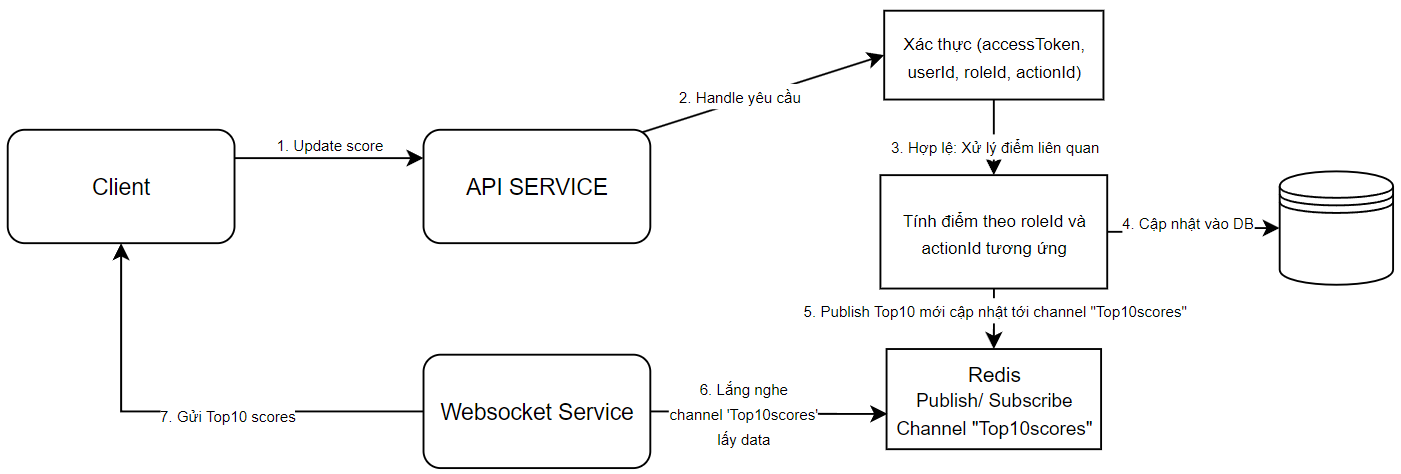 Client
1. Update score
API SERVICE
2. Handle yêu cầu
Xác thực (accessToken,
userId, roleId, actionId)
3. Hợp lệ: Xử lý điểm liên quan
Tính điểm theo roleId và
actionId tương ứng
4. Cập nhật vào DB
5. Publish Top10 mới cập nhật tới channel "Top10scores"
Redis
Publish/ Subscribe
Channel "Top10scores"
6. Lắng nghe
channel 'Top10scores'
lấy data
Websocket Service
7. Gửi Top10 scores